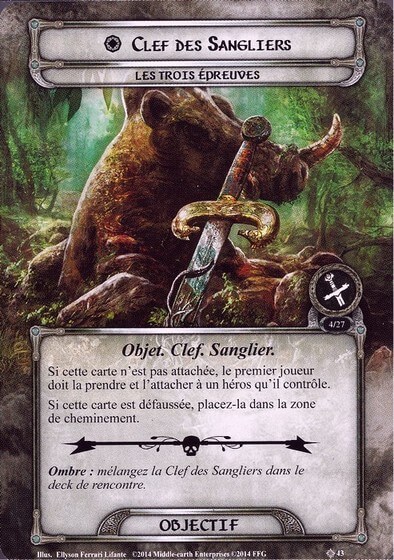 Clef des Sangliers
Les Trois Épreuves
4/27
Objet. Clef. Sanglier.
Si cette carte n'est pas attachée, le premier joueur
doit la prendre et l'attacher à un héros qu'il contrôle.
Si cette carte est défaussée, placez-la dans la zone
de cheminement.
Ombre : mélangez la Clef des Sangliers dans le
deck de rencontre.
Objectif
Illus. Ellyson Ferrari Lifante ©2014 Middle-earth Enterprises ©2014 FFG 43